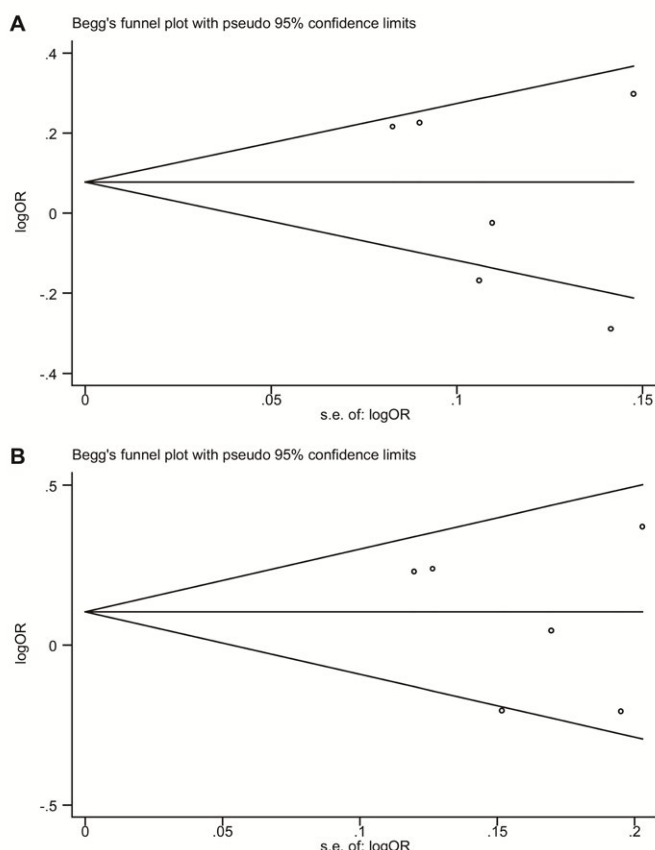 A
Begg's funnel plot with pseudo 95% confidence limits
.4
.2
0
-.2
-.4
logOR
0
.05
.1
.15
s.e. of: logOR
B
Begg's funnel plot with pseudo 95% confidence limits
.5
0
-.5
logOR
0
.05
.1
.15
.2
s.e. of: logOR